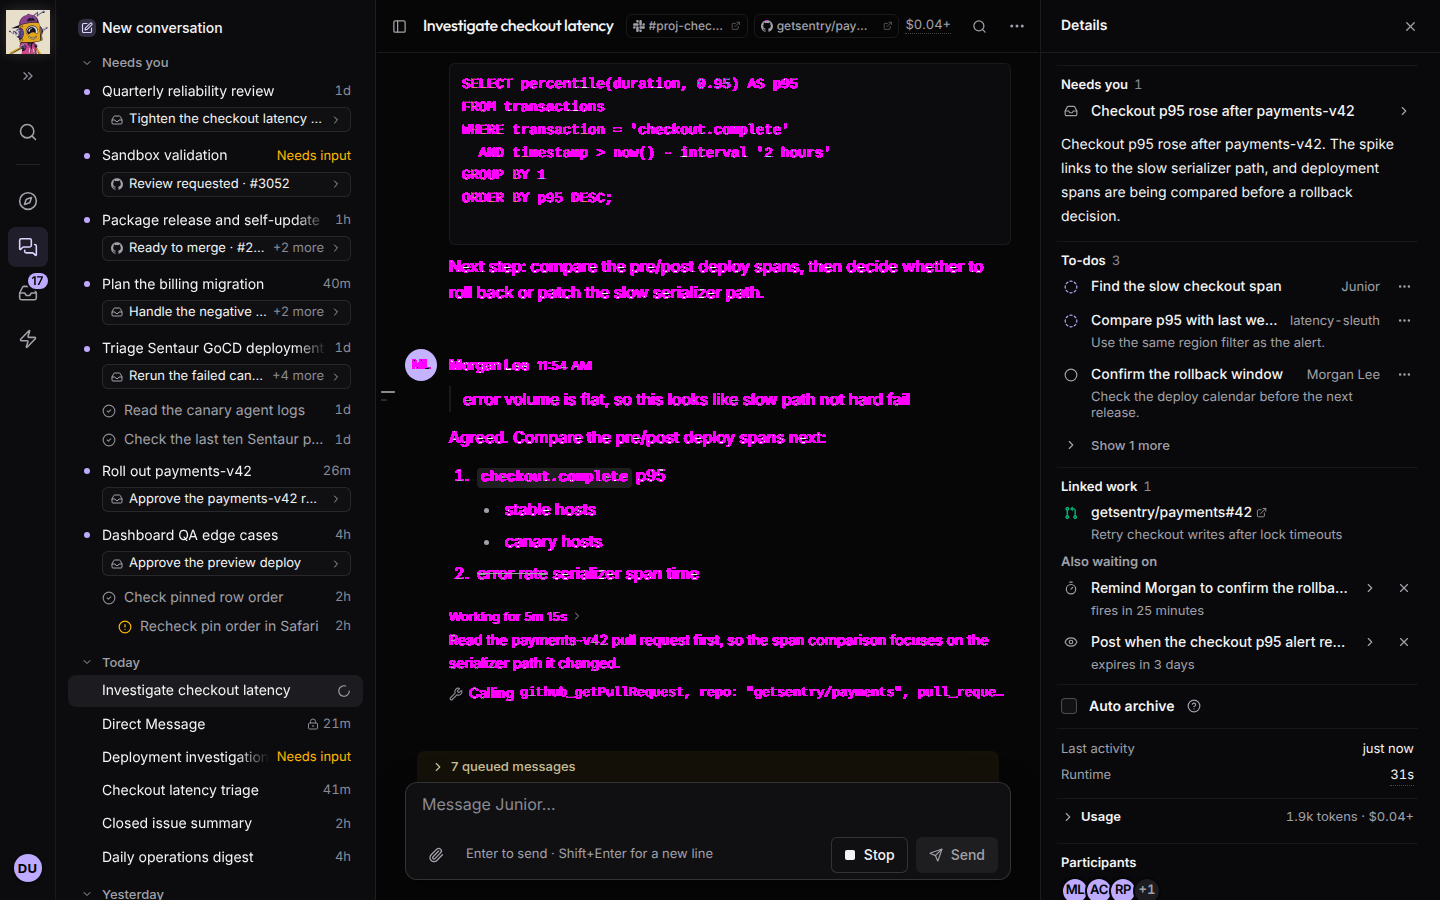 New conversation
Needs you
Quarterly reliability review 1d
Tighten the checkout latency ...
Sandbox validation Needs input
Review requested · #3052
Package release and self-update 1h
Ready to merge · #2... +2 more
Plan the billing migration 40m
Handle the negative ... +2 more
Triage Sentaur GoCD deployment 1d
Rerun the failed can... +4 more
Read the canary agent logs 1d
Check the last ten Sentaur p... 1d
Roll out payments-v42 26m
Approve the payments-v42 r...
Dashboard QA edge cases 4h
Approve the preview deploy
Check pinned row order 2h
Recheck pin order in Safari 2h
Today
Investigate checkout latency
Direct Message 21m
Deployment investigation Needs input
Checkout latency triage 41m
Closed issue summary 2h
Daily operations digest 4h
Yesterday
17
DU
Investigate checkout latency #proj-chec... getsentry/pay... $0.04+
SELECT percentile(duration, 0.95) AS p95
FROM transactions
WHERE transaction = 'checkout.complete'
AND timestamp > now() - interval '2 hours'
GROUP BY 1
ORDER BY p95 DESC;
Next step: compare the pre/post deploy spans, then decide whether to
roll back or patch the slow serializer path.
ML Morgan Lee 11:54 AM
error volume is flat, so this looks like slow path not hard fail
Agreed. Compare the pre/post deploy spans next:
1. checkout.complete p95
• stable hosts
• canary hosts
2. error rate serializer span time
Working for 5m 15s
Read the payments-v42 pull request first, so the span comparison focuses on the
serializer path it changed.
Calling github_getPullRequest, repo: "getsentry/payments", pull_reque…
7 queued messages
Message Junior...
Enter to send · Shift+Enter for a new line
Stop
Send
Details
Needs you 1
Checkout p95 rose after payments-v42
Checkout p95 rose after payments-v42. The spike
links to the slow serializer path, and deployment
spans are being compared before a rollback
decision.
To-dos 3
Find the slow checkout span Junior
Compare p95 with last we... latency-sleuth
Use the same region filter as the alert.
Confirm the rollback window Morgan Lee
Check the deploy calendar before the next
release.
Show 1 more
Linked work 1
getsentry/payments#42
Retry checkout writes after lock timeouts
Also waiting on
Remind Morgan to confirm the rollba...
fires in 25 minutes
Post when the checkout p95 alert re...
expires in 3 days
Auto archive
Last activity just now
Runtime 31s
Usage 1.9k tokens · $0.04+
Participants
ML AC RP +1